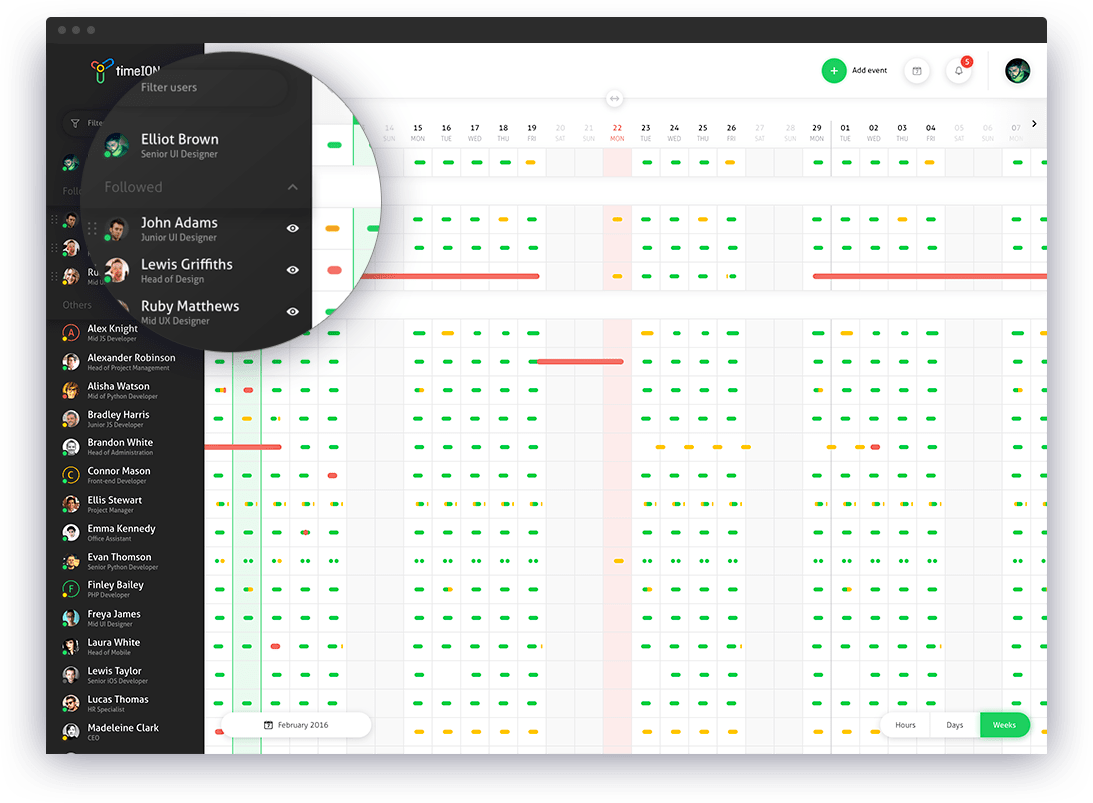 timeION
Add event
5
Filte
Filter users
Elliot Brown
Senior UI Designer
Follo
Followed
John Adams
Junior UI Designer
Lewis Griffiths
Head of Design
Ru
Mid U
Ruby Matthews
Mid UX Designer
Others
14 15 16 17 18 19 20 21 22 23 24 25 26 27 28 29 01 02 03 04 05 06 07
SUN MON TUE WED THU FRI SAT SUN MON TUE WED THU FRI SAT SUN MON TUE WED THU FRI SAT SUN MON
A
Alex Knight
Mid JS Developer
Alexander Robinson
Head of Project Management
Alisha Watson
Mid of Python Developer
Bradley Harris
Junior JS Developer
Brandon White
Head of Administration
C
Connor Mason
Front-end Developer
Ellis Stewart
Project Manager
Emma Kennedy
Office Assistant
Evan Thomson
Senior Python Developer
F
Finley Bailey
PHP Developer
Freya James
Mid UI Designer
Laura White
Head of Mobile
Lewis Taylor
Senior iOS Developer
Lucas Thomas
HR Specialist
Madeleine Clark
CEO
February 2016
Hours
Days
Weeks